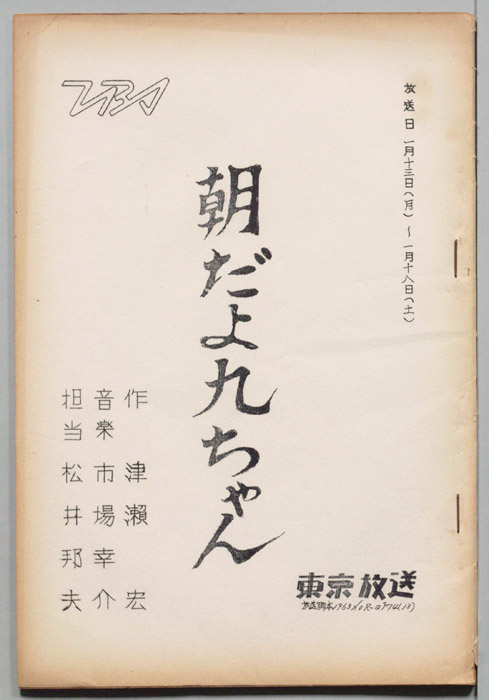 放送日 一月十三日(月)～一月十八日(土)
TBS
朝だよ九ちゃん
作 津瀬 宏
音楽 市場幸介
担当 松井邦夫
東京放送